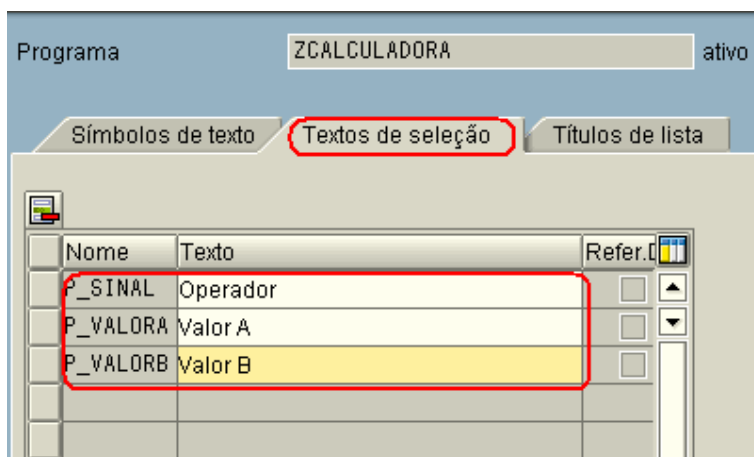 Programa ZCALCULADORA ativo
Símbolos de texto Textos de seleção Títulos de lista
Nome Texto Refer.
P_SINAL Operador
P_VALORA Valor A
P_VALORB Valor B